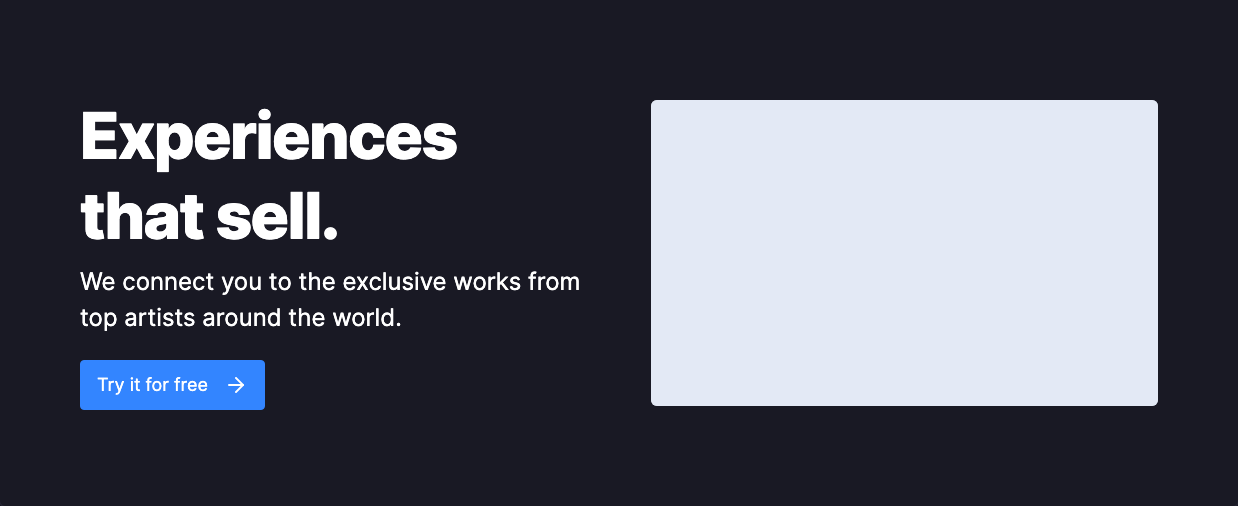 Experiences
that sell.
We connect you to the exclusive works from
top artists around the world.
Try it for free